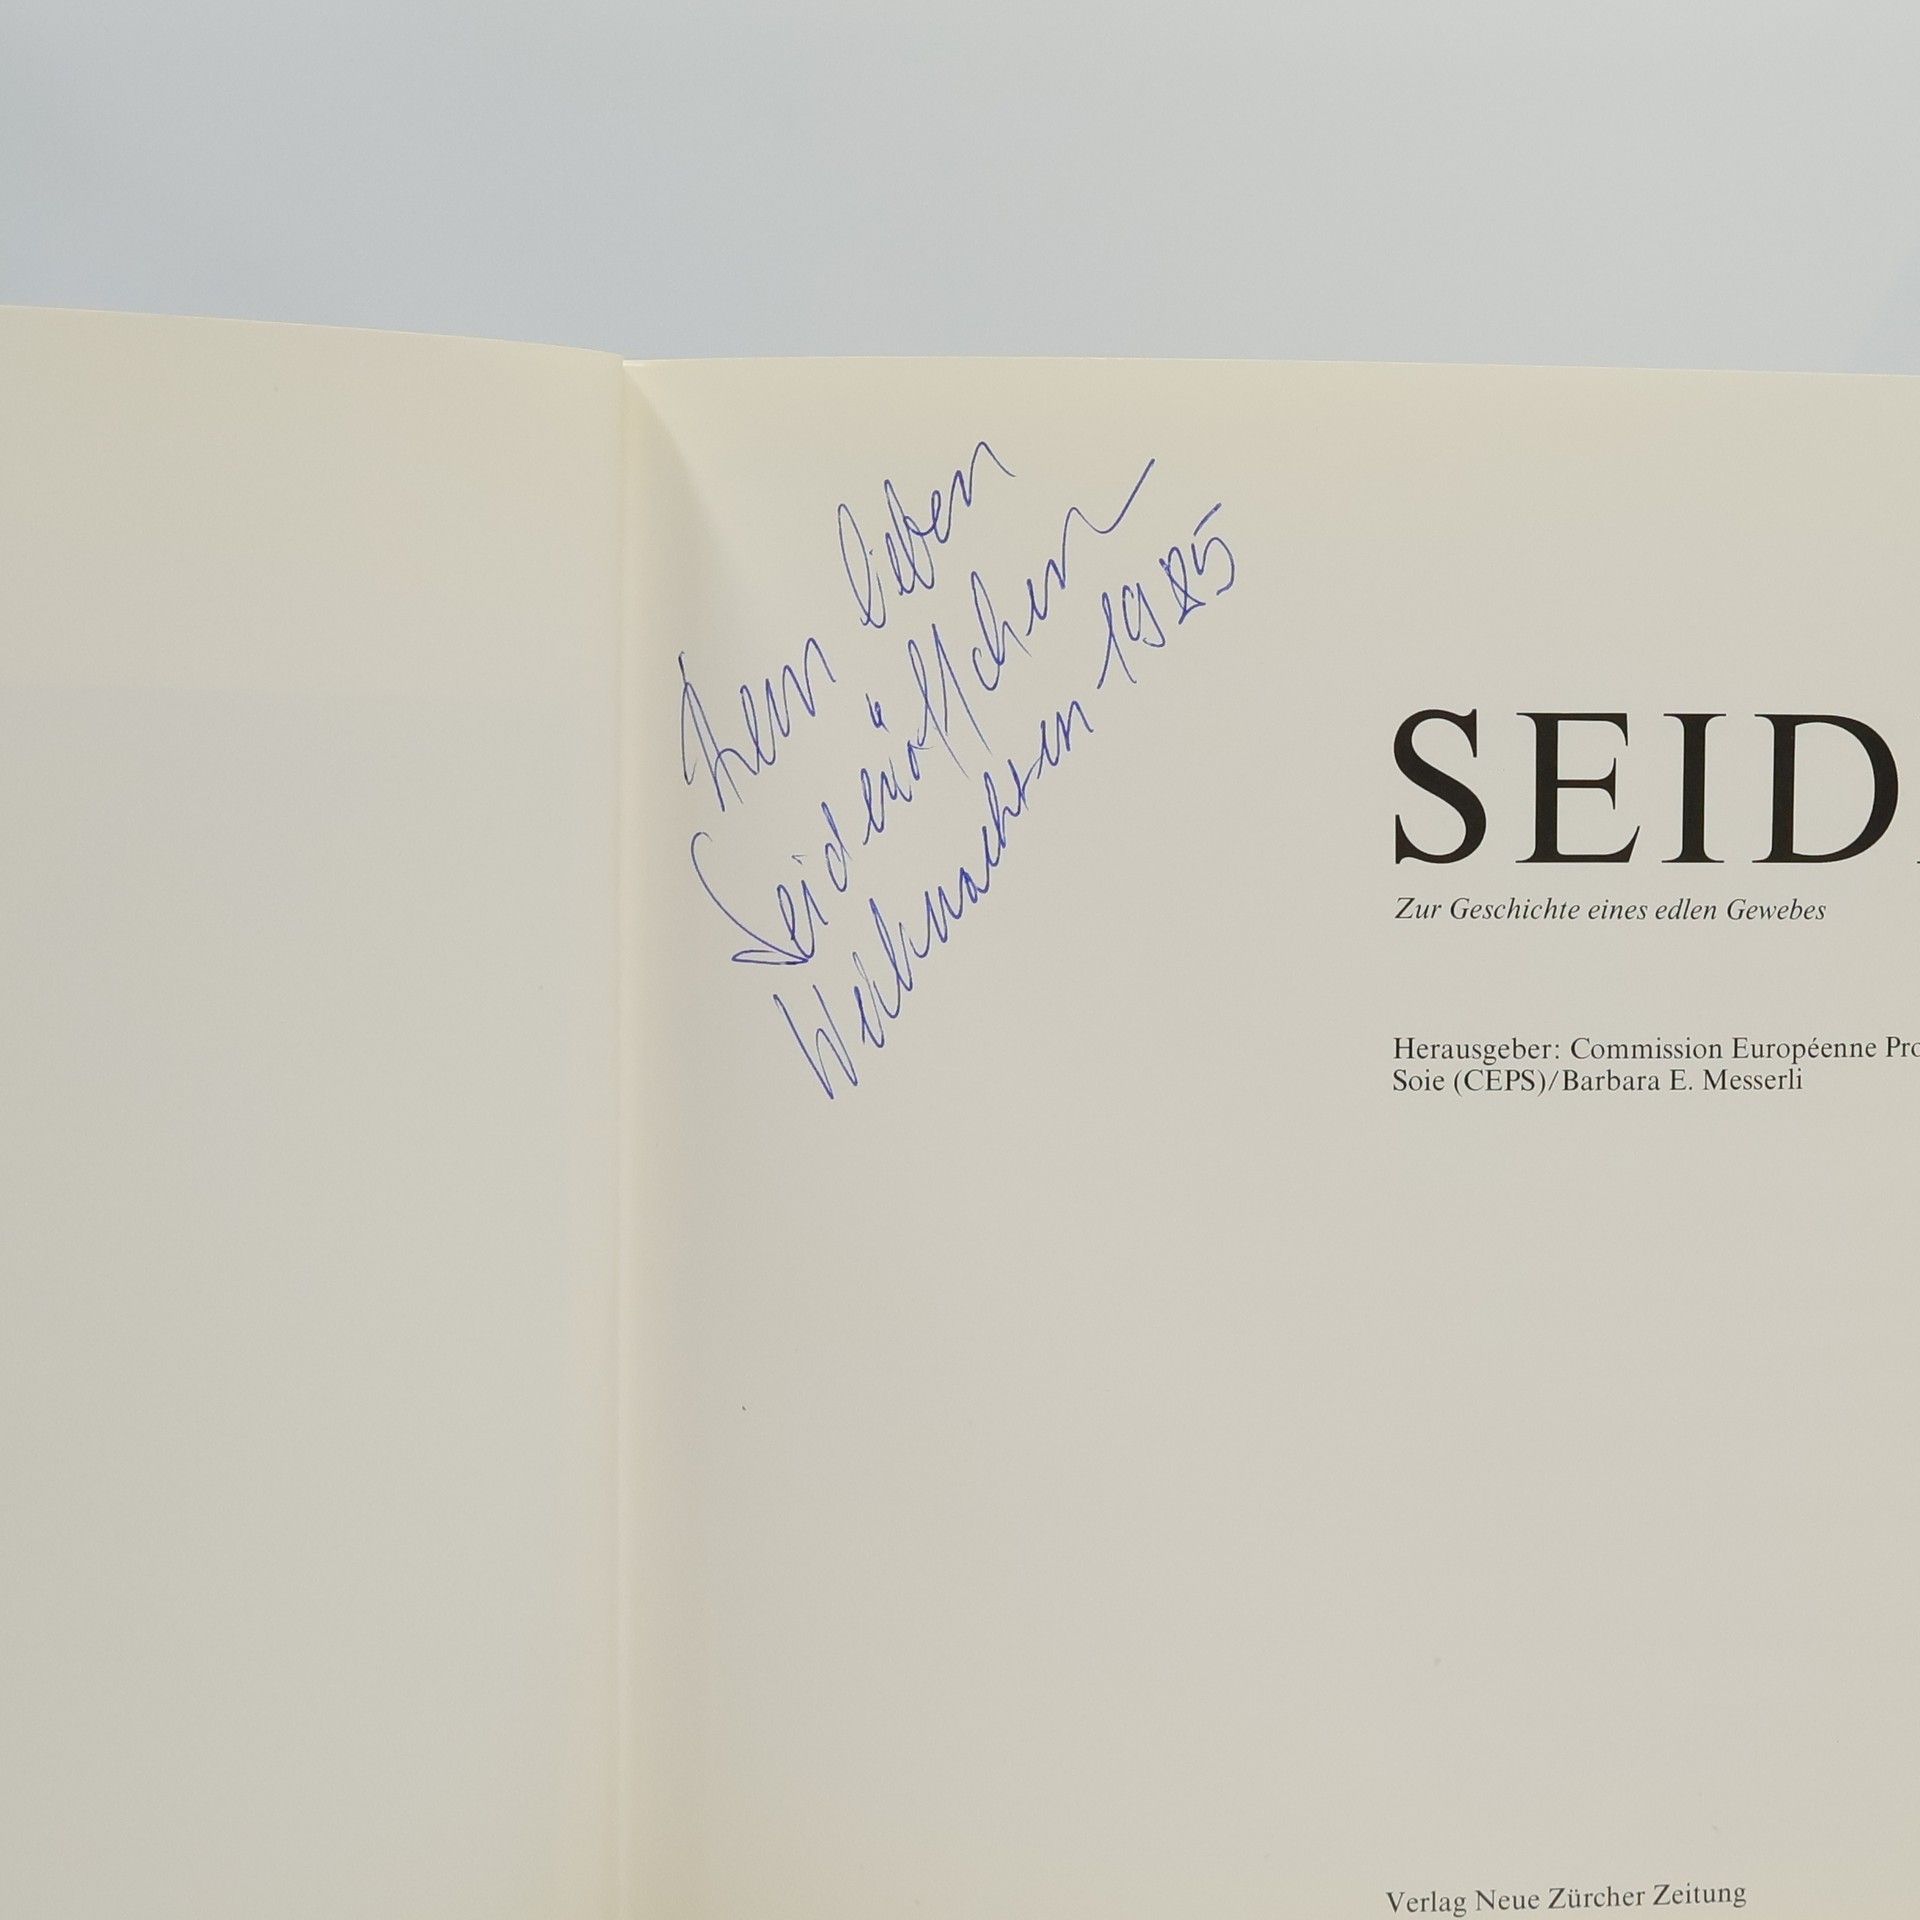 lieben
Seidenäffchen
Weihnachten 1985
SEID
Zur Geschichte eines edlen Gewebes
Herausgeber: Commission Européenne Pro
Soie (CEPS)/Barbara E. Messerli
Verlag Neue Zürcher Zeitung